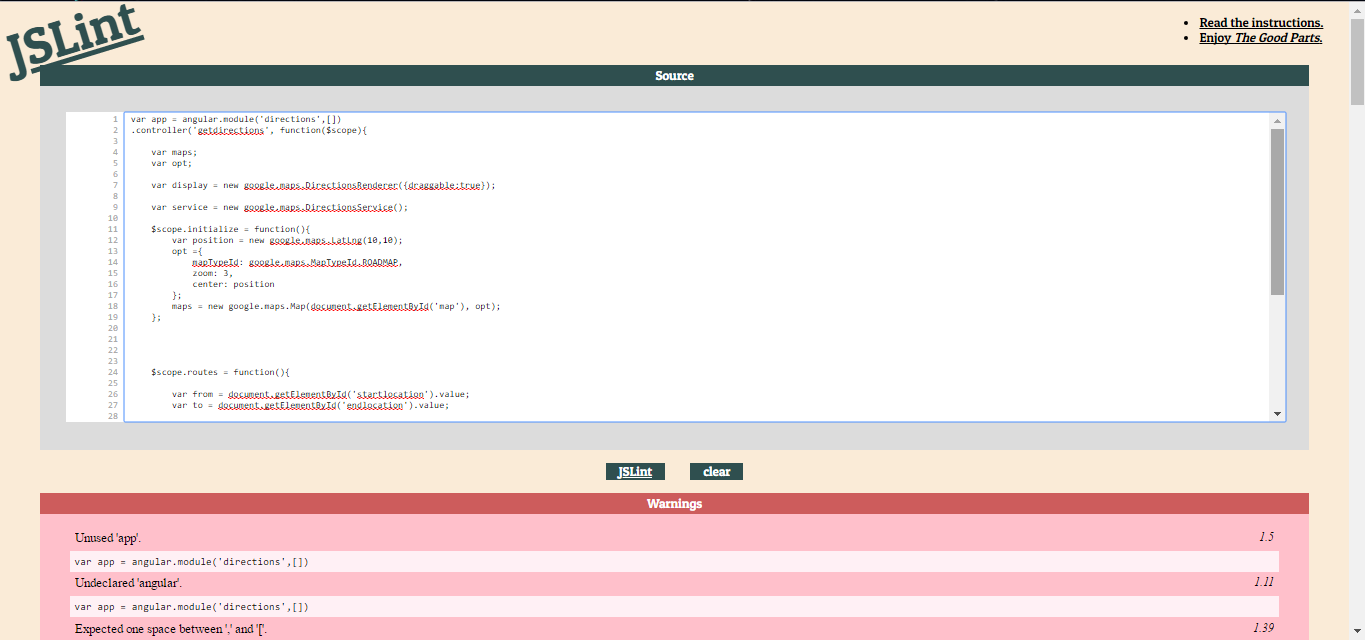 JSLint
Read the instructions.
Enjoy The Good Parts.
Source
1 var app = angular.module('directions',[])
2 .controller('getdirections', function($scope){
3
4 var maps;
5 var opt;
6
7 var display = new google.maps.DirectionsRenderer({draggable:true});
8
9 var service = new google.maps.DirectionsService();
10
11 $scope.initialize = function(){
12 var position = new google.maps.LatLng(10,10);
13 opt ={
14 mapTypeId: google.maps.MapTypeId.ROADMAP,
15 zoom: 3,
16 center: position
17 };
18 maps = new google.maps.Map(document.getElementById('map'), opt);
19 };
20
21
22
23
24 $scope.routes = function(){
25
26 var from = document.getElementById('startlocation').value;
27 var to = document.getElementById('endlocation').value;
28
JSLint clear
Warnings
Unused 'app'. 1.5
var app = angular.module('directions',[])
Undeclared 'angular'. 1.11
var app = angular.module('directions',[])
Expected one space between ',' and '['. 1.39